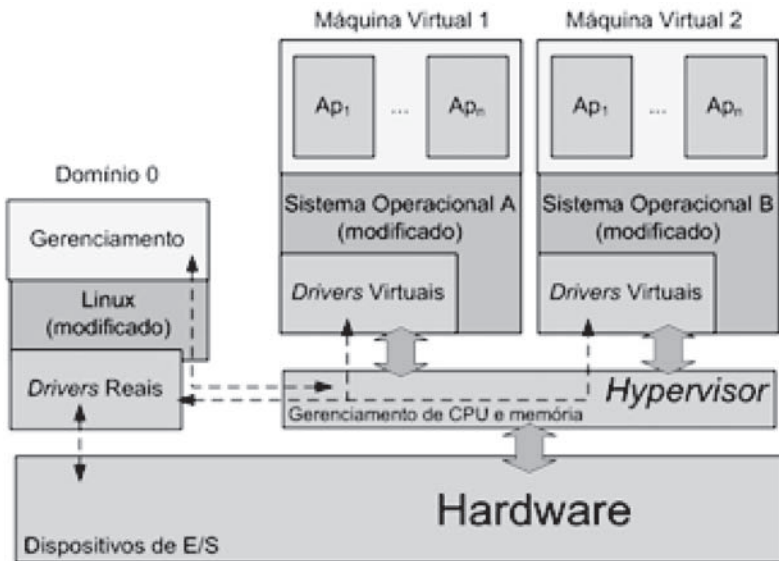 Máquina Virtual 1
Máquina Virtual 2
Ap1 ... Apn
Ap1 ... Apn
Domínio 0
Gerenciamento
Linux
(modificado)
Drivers Reais
Sistema Operacional A
(modificado)
Drivers Virtuais
Sistema Operacional B
(modificado)
Drivers Virtuais
Hypervisor
Gerenciamento de CPU e memória
Hardware
Dispositivos de E/S